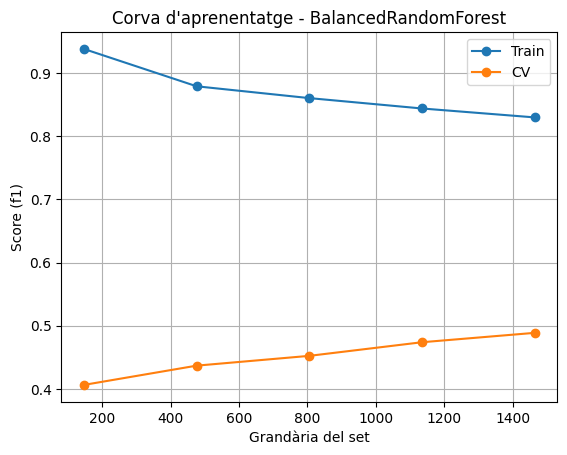 Corva d'aprenentatge - BalancedRandomForest
Train
CV
Score (f1)
0.9
0.8
0.7
0.6
0.5
0.4
200 400 600 800 1000 1200 1400
Grandària del set